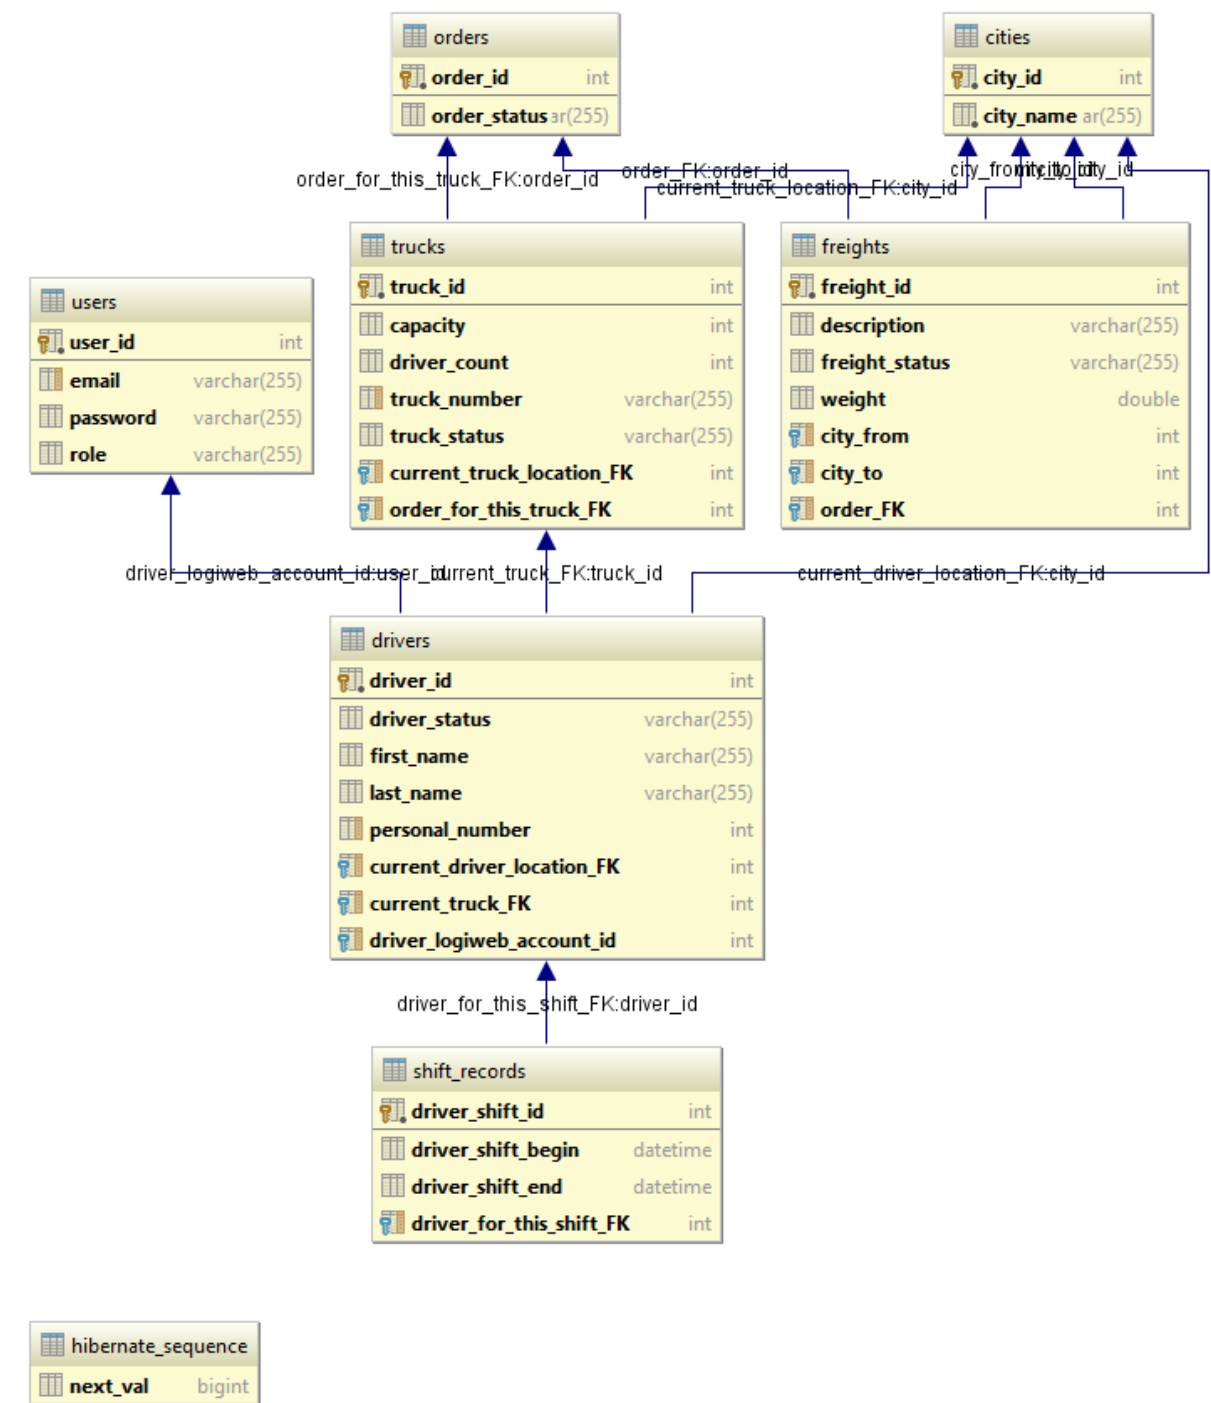 orders
order_id int
order_status ar(255)
cities
city_id int
city_name ar(255)
order_for_this_truck_FK:order_id
order_FK:order_id
current_truck_location_FK:city_id
city_id
trucks
truck_id int
capacity int
driver_count int
truck_number varchar(255)
truck_status varchar(255)
current_truck_location_FK int
order_for_this_truck_FK int
freights
freight_id int
description varchar(255)
freight_status varchar(255)
weight double
city_from int
city_to int
order_FK int
users
user_id int
email varchar(255)
password varchar(255)
role varchar(255)
driver_logiweb_account_id:user_id
current_truck_FK:truck_id
current_driver_location_FK:city_id
drivers
driver_id int
driver_status varchar(255)
first_name varchar(255)
last_name varchar(255)
personal_number int
current_driver_location_FK int
current_truck_FK int
driver_logiweb_account_id int
driver_for_this_shift_FK:driver_id
shift_records
driver_shift_id int
driver_shift_begin datetime
driver_shift_end datetime
driver_for_this_shift_FK int
hibernate_sequence
next_val bigint